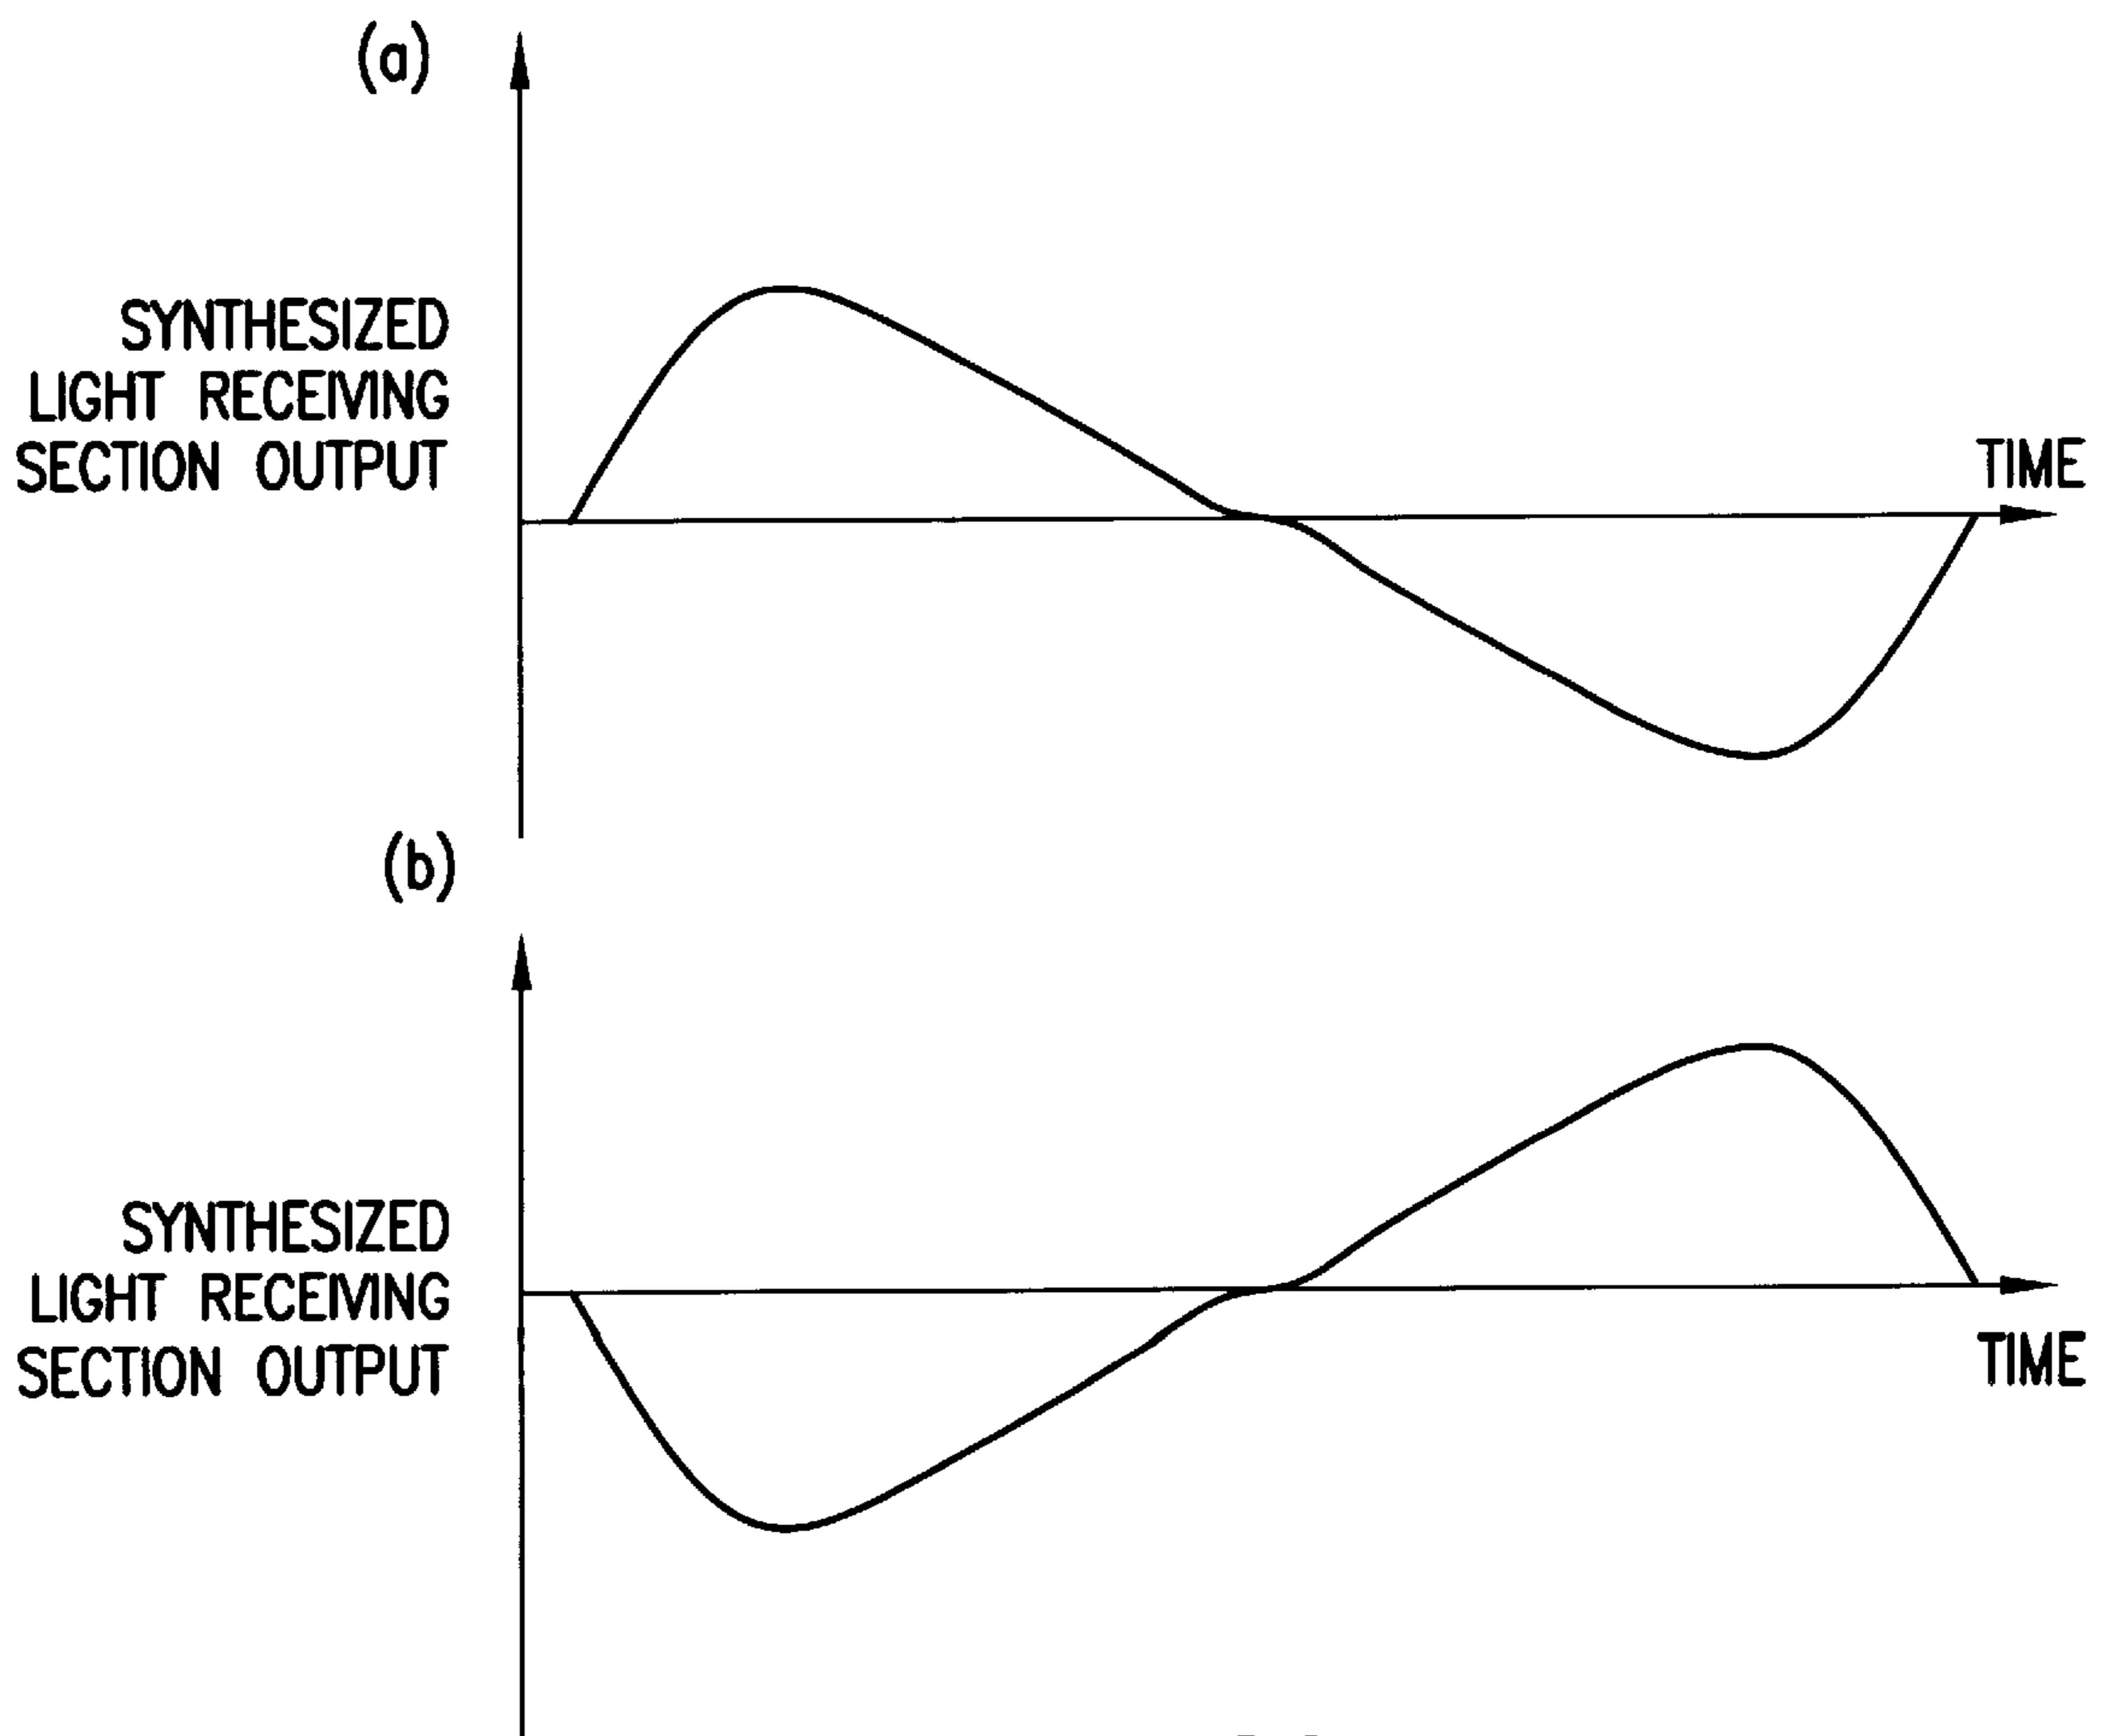 (a)
SYNTHESIZED
LIGHT RECEIVING
SECTION OUTPUT
TIME
(b)
SYNTHESIZED
LIGHT RECEIVING
SECTION OUTPUT
TIME